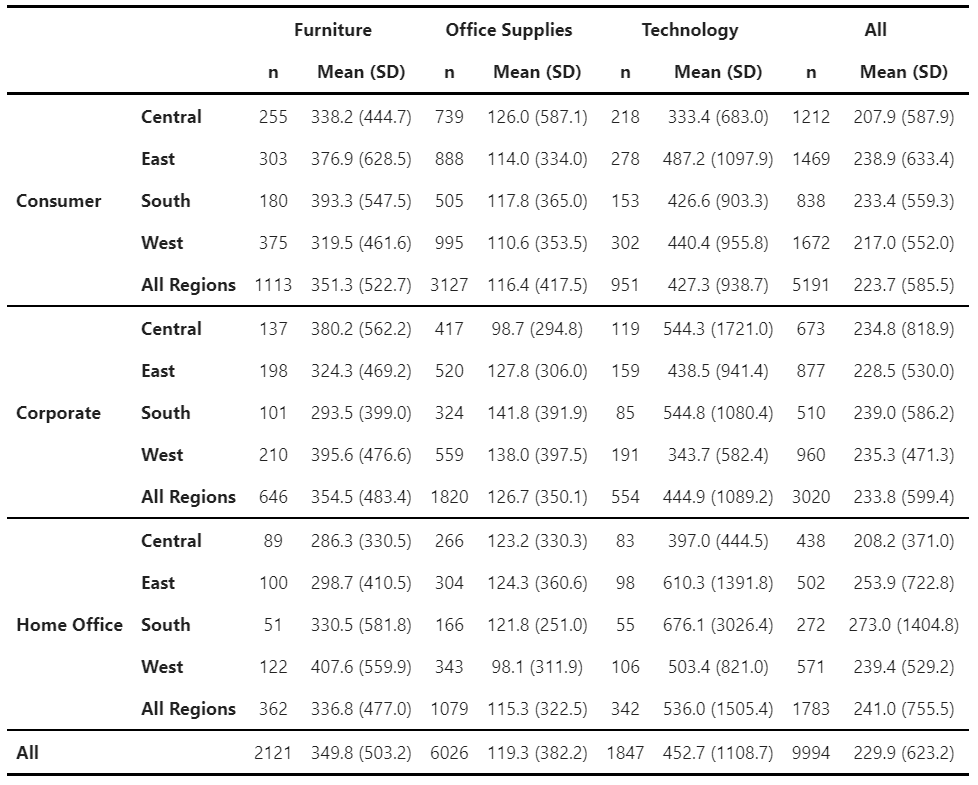 Furniture Office Supplies Technology All
n Mean (SD) n Mean (SD) n Mean (SD) n Mean (SD)
Central 255 338.2 (444.7) 739 126.0 (587.1) 218 333.4 (683.0) 1212 207.9 (587.9)
East 303 376.9 (628.5) 888 114.0 (334.0) 278 487.2 (1097.9) 1469 238.9 (633.4)
Consumer South 180 393.3 (547.5) 505 117.8 (365.0) 153 426.6 (903.3) 838 233.4 (559.3)
West 375 319.5 (461.6) 995 110.6 (353.5) 302 440.4 (955.8) 1672 217.0 (552.0)
All Regions 1113 351.3 (522.7) 3127 116.4 (417.5) 951 427.3 (938.7) 5191 223.7 (585.5)
Central 137 380.2 (562.2) 417 98.7 (294.8) 119 544.3 (1721.0) 673 234.8 (818.9)
East 198 324.3 (469.2) 520 127.8 (306.0) 159 438.5 (941.4) 877 228.5 (530.0)
Corporate South 101 293.5 (399.0) 324 141.8 (391.9) 85 544.8 (1080.4) 510 239.0 (586.2)
West 210 395.6 (476.6) 559 138.0 (397.5) 191 343.7 (582.4) 960 235.3 (471.3)
All Regions 646 354.5 (483.4) 1820 126.7 (350.1) 554 444.9 (1089.2) 3020 233.8 (599.4)
Central 89 286.3 (330.5) 266 123.2 (330.3) 83 397.0 (444.5) 438 208.2 (371.0)
East 100 298.7 (410.5) 304 124.3 (360.6) 98 610.3 (1391.8) 502 253.9 (722.8)
Home Office South 51 330.5 (581.8) 166 121.8 (251.0) 55 676.1 (3026.4) 272 273.0 (1404.8)
West 122 407.6 (559.9) 343 98.1 (311.9) 106 503.4 (821.0) 571 239.4 (529.2)
All Regions 362 336.8 (477.0) 1079 115.3 (322.5) 342 536.0 (1505.4) 1783 241.0 (755.5)
All 2121 349.8 (503.2) 6026 119.3 (382.2) 1847 452.7 (1108.7) 9994 229.9 (623.2)